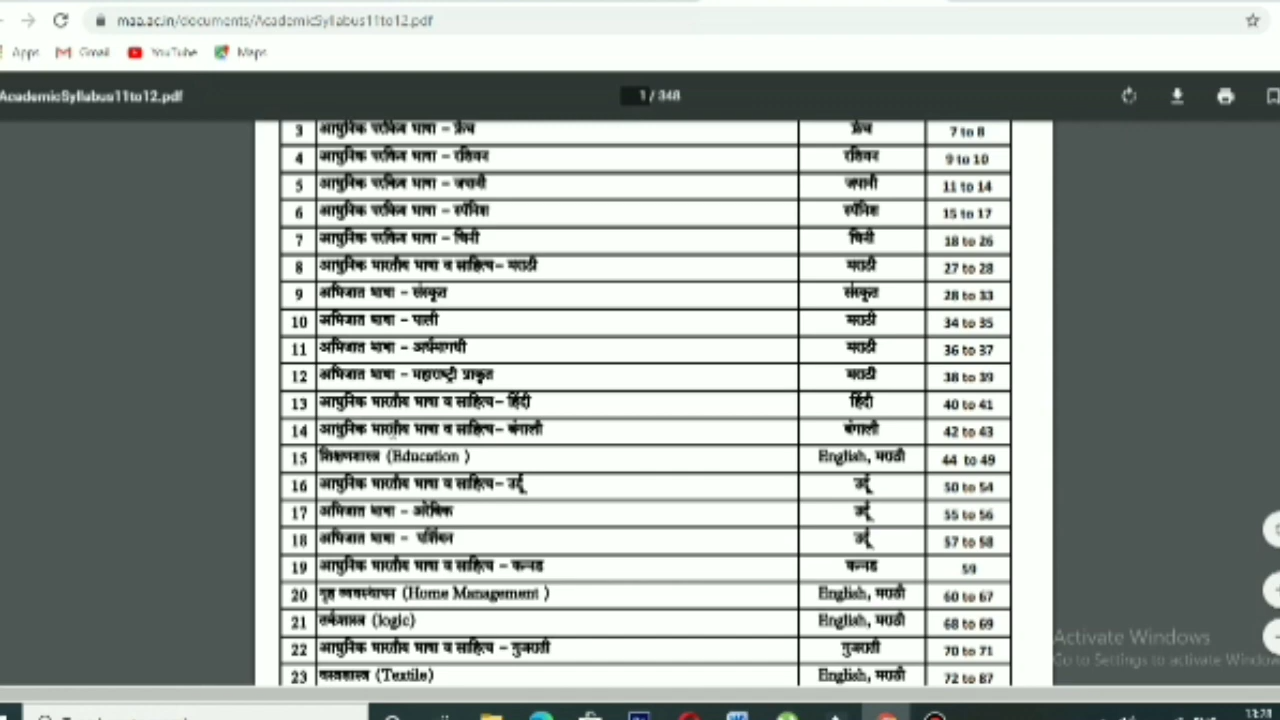 maa.ac.in/documents/AcademicSyllabus11to12.pdf
Apps Gmail YouTube Maps
AcademicSyllabus11to12.pdf 1 / 348
3 आधुनिक परकिय भाषा – फ्रेंच फ्रेंच 7 to 8
4 आधुनिक परकिय भाषा – रशियन रशियन 9 to 10
5 आधुनिक परकिय भाषा – जपानी जपानी 11 to 14
6 आधुनिक परकिय भाषा – स्पॅनिश स्पॅनिश 15 to 17
7 आधुनिक परकिय भाषा – चिनी चिनी 18 to 26
8 आधुनिक भारतीय भाषा व साहित्य– मराठी मराठी 27 to 28
9 अभिजात भाषा – संस्कृत संस्कृत 28 to 33
10 अभिजात भाषा – पाली मराठी 34 to 35
11 अभिजात भाषा – अर्धमागधी मराठी 36 to 37
12 अभिजात भाषा – महाराष्ट्री प्राकृत मराठी 38 to 39
13 आधुनिक भारतीय भाषा व साहित्य– हिंदी हिंदी 40 to 41
14 आधुनिक भारतीय भाषा व साहित्य– बंगाली बंगाली 42 to 43
15 शिक्षणशास्त्र (Education ) English, मराठी 44 to 49
16 आधुनिक भारतीय भाषा व साहित्य– उर्दू उर्दू 50 to 54
17 अभिजात भाषा – अरेबिक उर्दू 55 to 56
18 अभिजात भाषा – पर्शियन उर्दू 57 to 58
19 आधुनिक भारतीय भाषा व साहित्य – कन्नड कन्नड 59
20 गृह व्यवस्थापन (Home Management ) English, मराठी 60 to 67
21 तर्कशास्त्र (logic) English, मराठी 68 to 69
22 आधुनिक भारतीय भाषा व साहित्य – गुजराती गुजराती 70 to 71
23 वस्त्रशास्त्र (Textile) English, मराठी 72 to 87
Activate Windows
Go to Settings to activate Windows